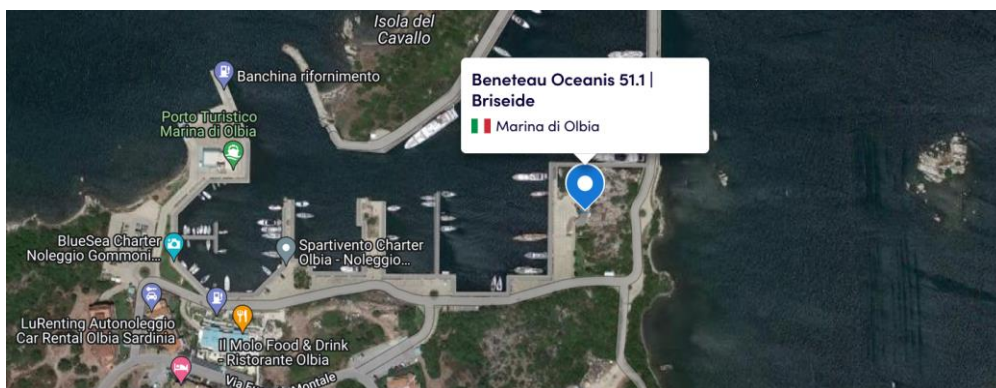 Isola del
Cavallo
Banchina rifornimento
Porto Turistico
Marina di Olbia
Beneteau Oceanis 51.1 |
Briseide
Marina di Olbia
BlueSea Charter
Noleggio Gommoni...
Spartivento Charter
Olbia - Noleggio...
LuRenting Autonoleggio
Car Rental Olbia Sardinia
Il Molo Food & Drink
- Ristorante Olbia
Montale